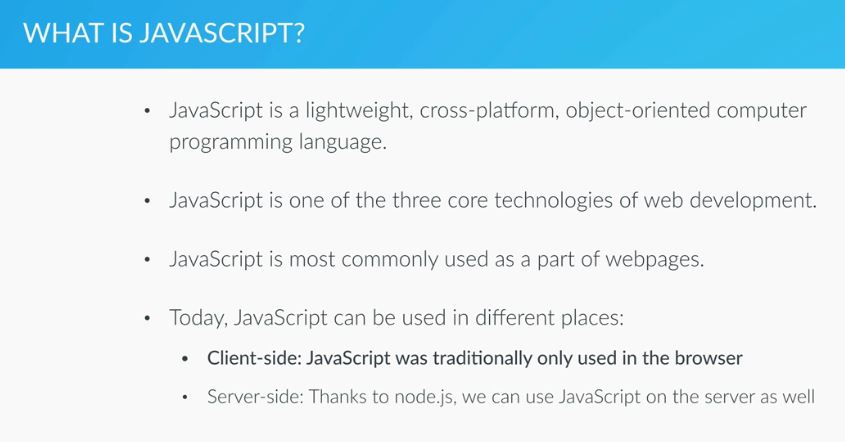 WHAT IS JAVASCRIPT?
• JavaScript is a lightweight, cross-platform, object-oriented computer
programming language.
• JavaScript is one of the three core technologies of web development.
• JavaScript is most commonly used as a part of webpages.
• Today, JavaScript can be used in different places:
• Client-side: JavaScript was traditionally only used in the browser
• Server-side: Thanks to node.js, we can use JavaScript on the server as well